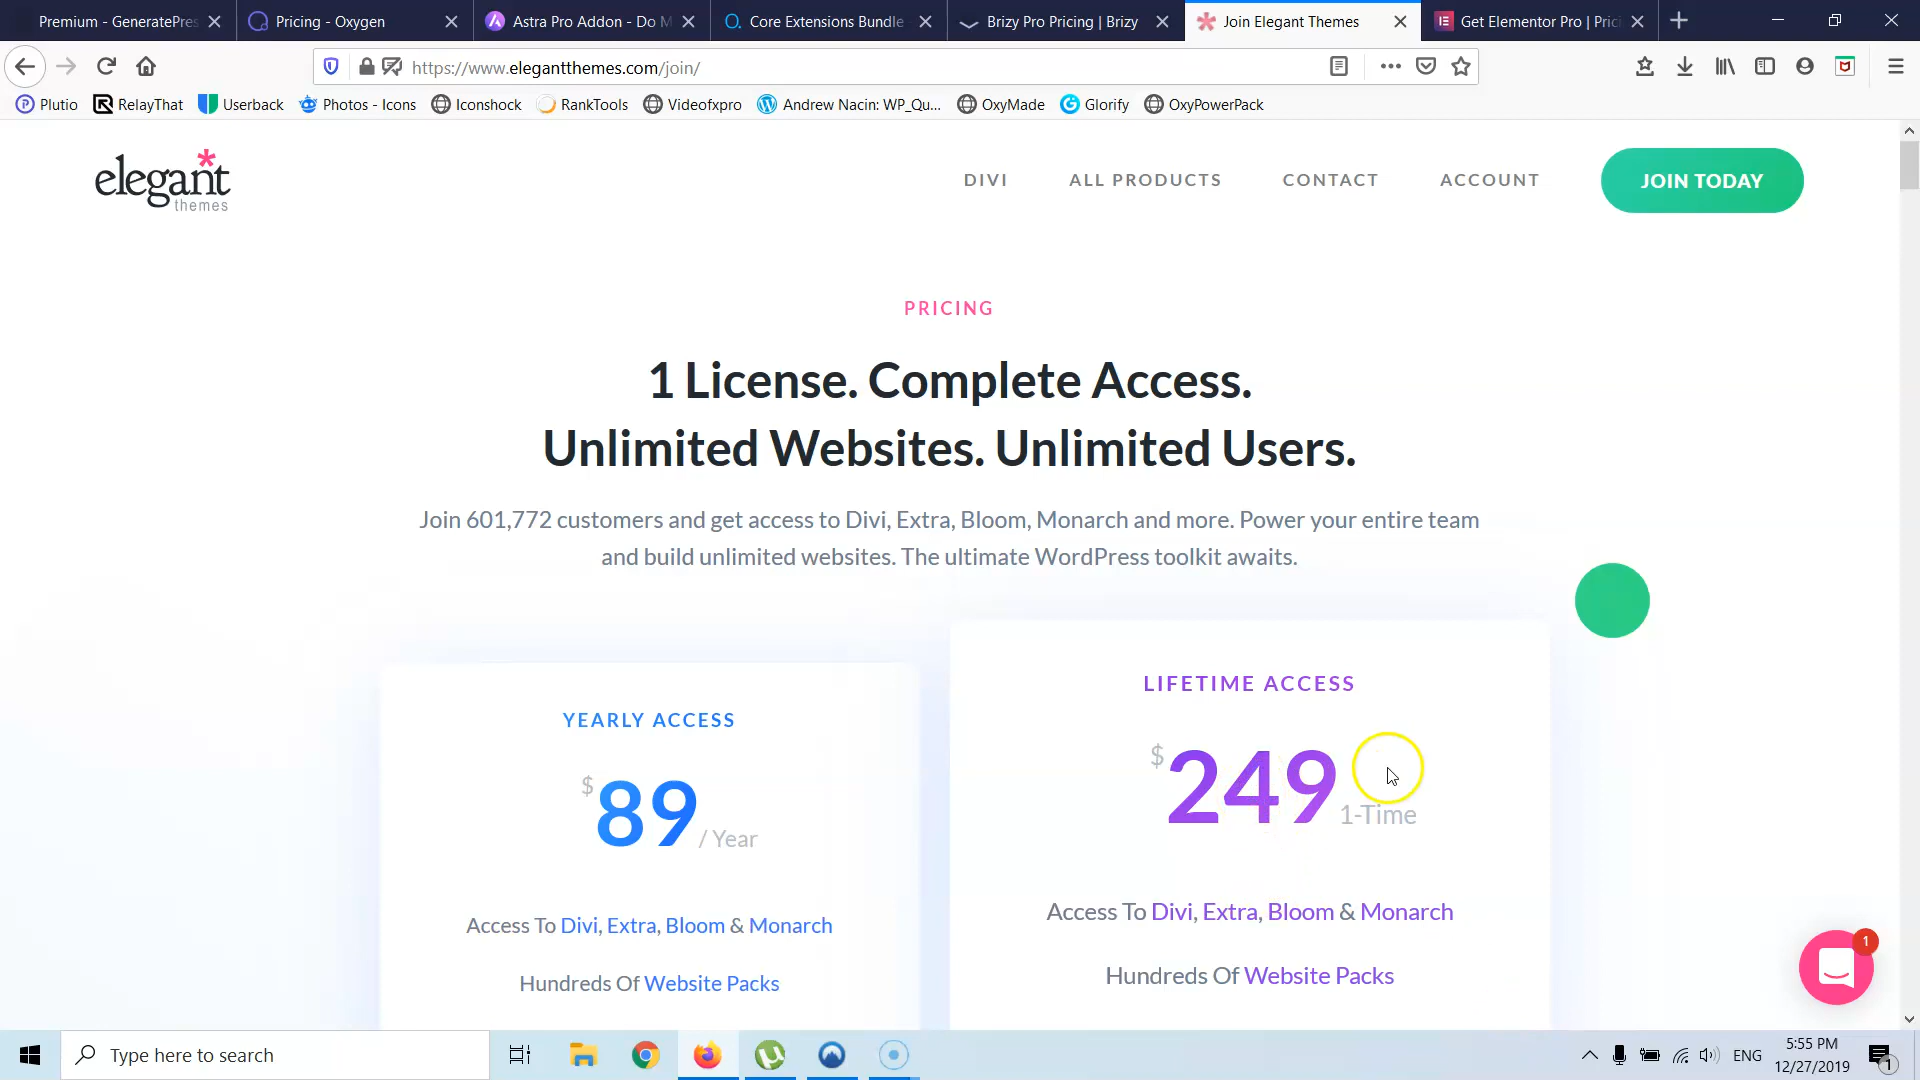 Premium - GeneratePres
Pricing - Oxygen
Astra Pro Addon - Do M
Core Extensions Bundle
Brizy Pro Pricing | Brizy
Join Elegant Themes
Get Elementor Pro | Prici
https://www.elegantthemes.com/join/
Plutio
RelayThat
Userback
Photos - Icons
Iconshock
RankTools
Videofxpro
Andrew Nacin: WP_Qu...
OxyMade
Glorify
OxyPowerPack
elegant
themes
DIVI
ALL PRODUCTS
CONTACT
ACCOUNT
JOIN TODAY
PRICING
1 License. Complete Access.
Unlimited Websites. Unlimited Users.
Join 601,772 customers and get access to Divi, Extra, Bloom, Monarch and more. Power your entire team
and build unlimited websites. The ultimate WordPress toolkit awaits.
YEARLY ACCESS
$89 / Year
Access To Divi, Extra, Bloom & Monarch
Hundreds Of Website Packs
LIFETIME ACCESS
$249 1-Time
Access To Divi, Extra, Bloom & Monarch
Hundreds Of Website Packs
1
Type here to search
ENG
5:55 PM
12/27/2019
1